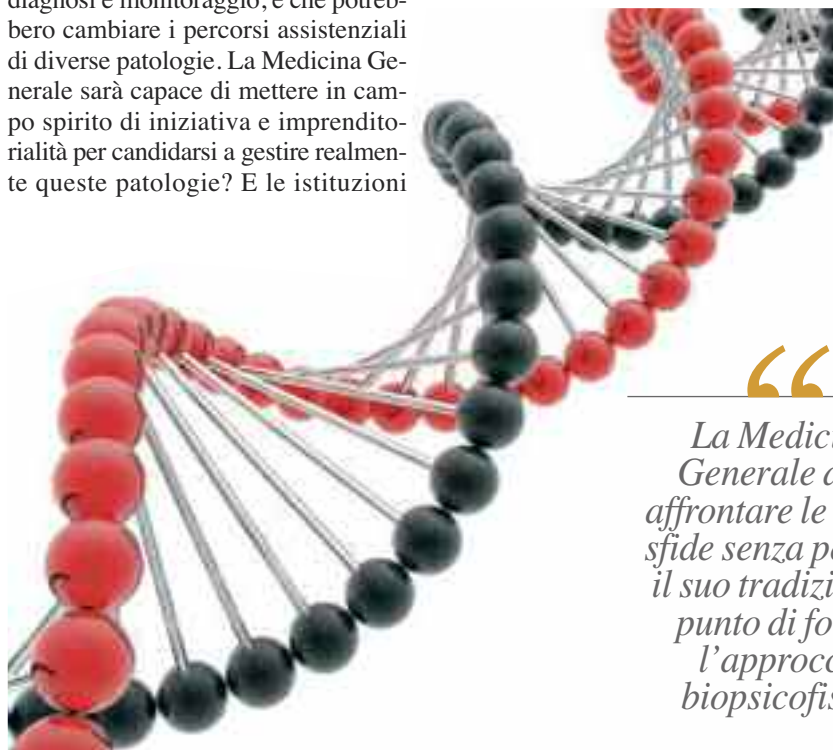 diagnosi e monitoraggio, e che potreb-
bero cambiare i percorsi assistenziali
di diverse patologie. La Medicina Ge-
nerale sarà capace di mettere in cam-
po spirito di iniziativa e imprendito-
rialità per candidarsi a gestire realmen-
te queste patologie? E le istituzioni
“
La Medici
Generale
affrontare le
sfide senza
il suo tradizi
punto di fo
l’approcc
biopsicofis